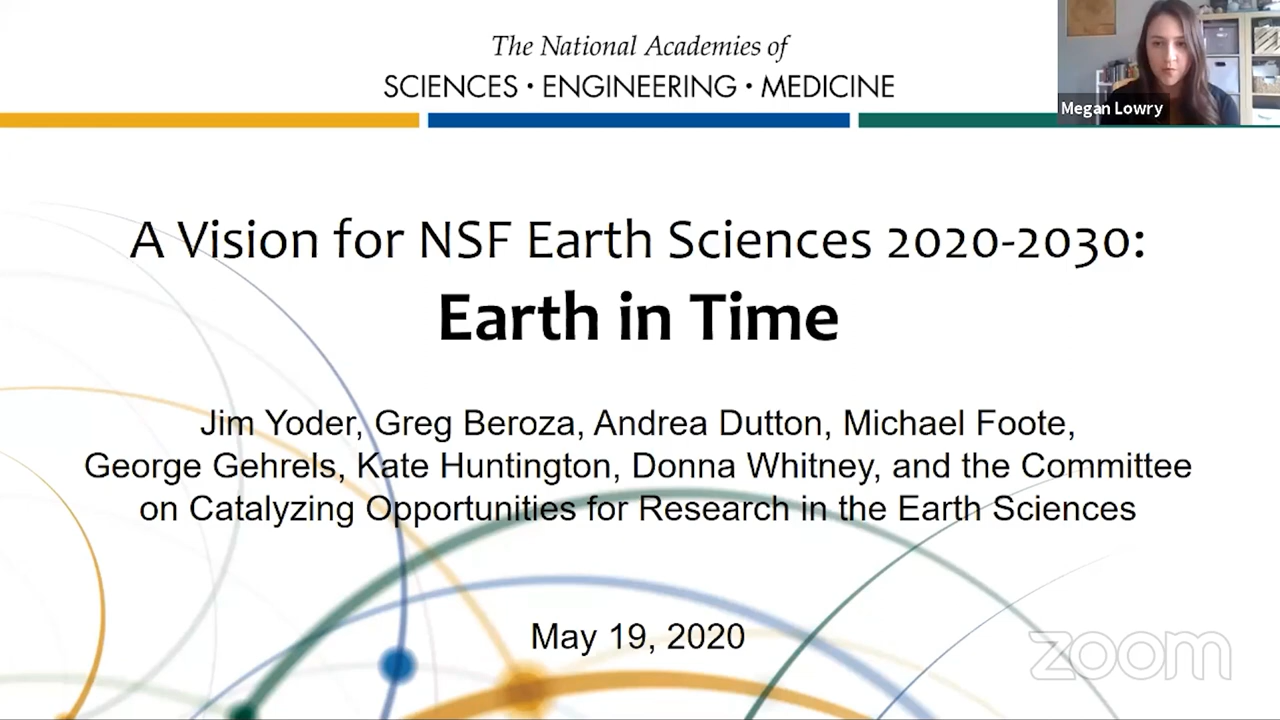 The National Academies of
SCIENCES • ENGINEERING • MEDICINE
Megan Lowry
A Vision for NSF Earth Sciences 2020-2030:
Earth in Time
Jim Yoder, Greg Beroza, Andrea Dutton, Michael Foote,
George Gehrels, Kate Huntington, Donna Whitney, and the Committee
on Catalyzing Opportunities for Research in the Earth Sciences
May 19, 2020
zoom